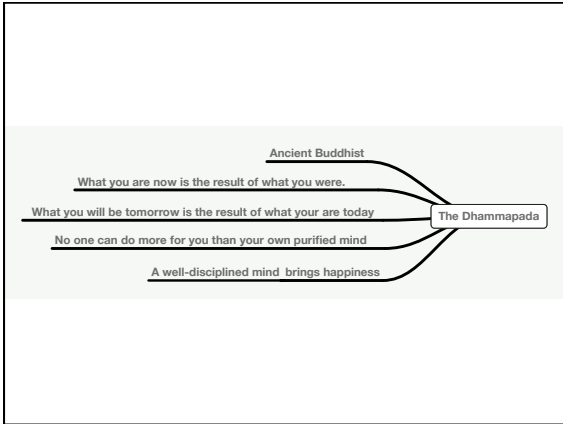 Ancient Buddhist
What you are now is the result of what you were.
What you will be tomorrow is the result of what your are today
The Dhammapada
No one can do more for you than your own purified mind
A well-disciplined mind brings happiness